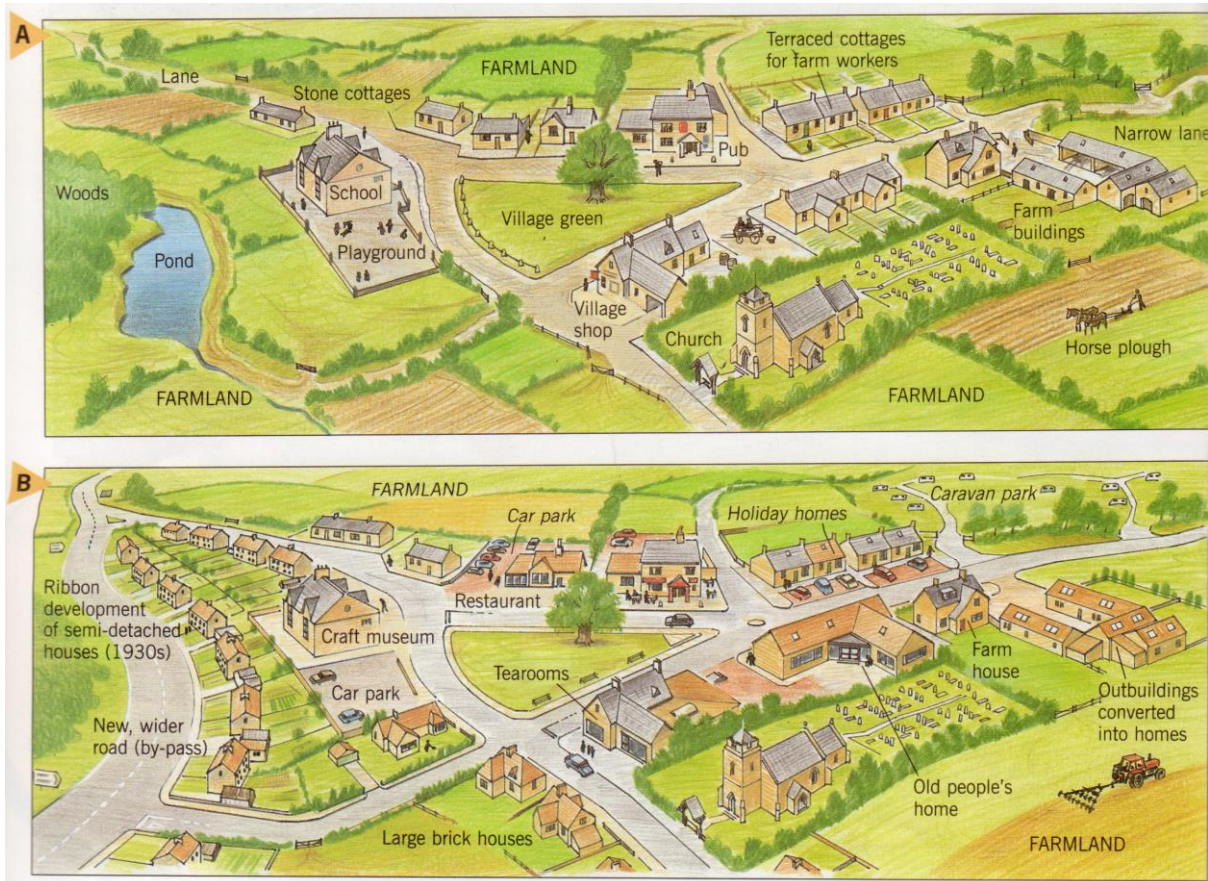 A
Lane
Stone cottages
FARMLAND
Terraced cottages
for farm workers
Pub
Narrow lane
Woods
School
Village green
Farm
buildings
Pond
Playground
Village
shop
Church
Horse plough
FARMLAND
FARMLAND
B
FARMLAND
Car park
Holiday homes
Caravan park
Ribbon
development
of semi-detached
houses (1930s)
Restaurant
Craft museum
Tearooms
Farm
house
Car park
Outbuildings
converted
into homes
New, wider
road (by-pass)
Old people's
home
Large brick houses
FARMLAND